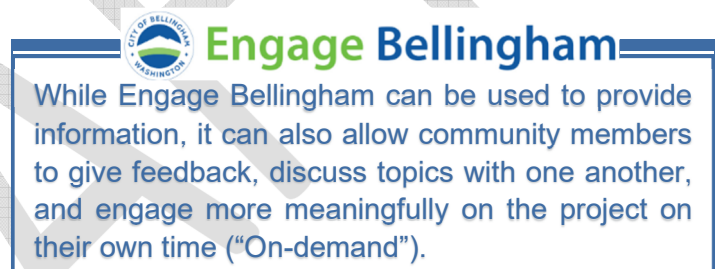 CITY OF BELLINGHAM
WASHINGTON
Engage Bellingham
While Engage Bellingham can be used to provide
information, it can also allow community members
to give feedback, discuss topics with one another,
and engage more meaningfully on the project on
their own time (“On-demand”).